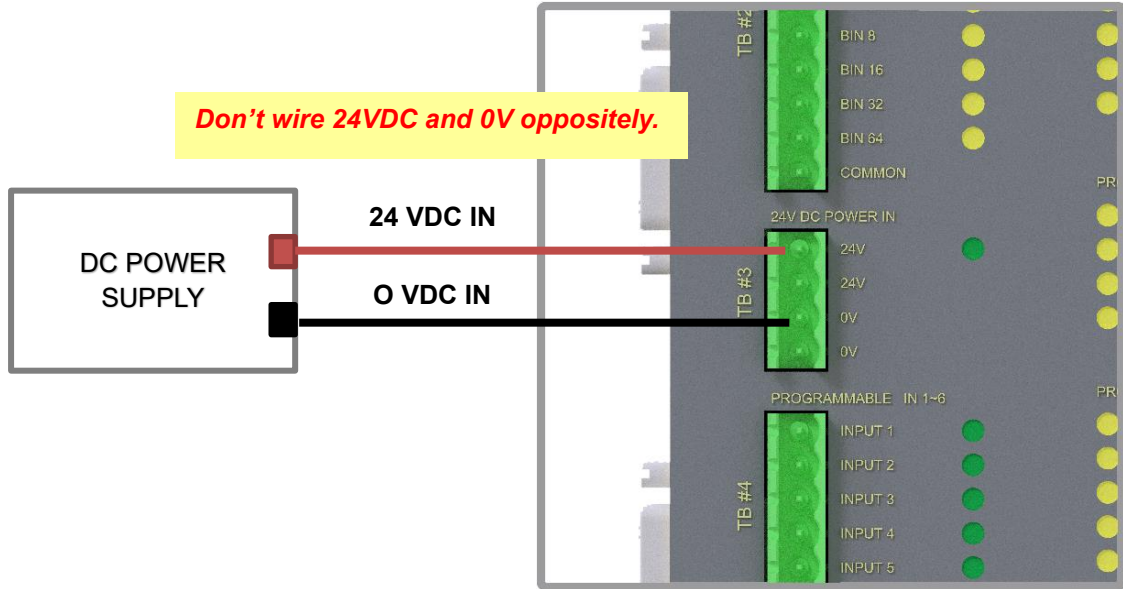 Don't wire 24VDC and 0V oppositely.
DC POWER
SUPPLY
24 VDC IN
O VDC IN
TB #2
BIN 8
BIN 16
BIN 32
BIN 64
COMMON
PR
24V DC POWER IN
TB #3
24V
24V
0V
0V
PROGRAMMABLE IN 1~6
PR
TB #4
INPUT 1
INPUT 2
INPUT 3
INPUT 4
INPUT 5